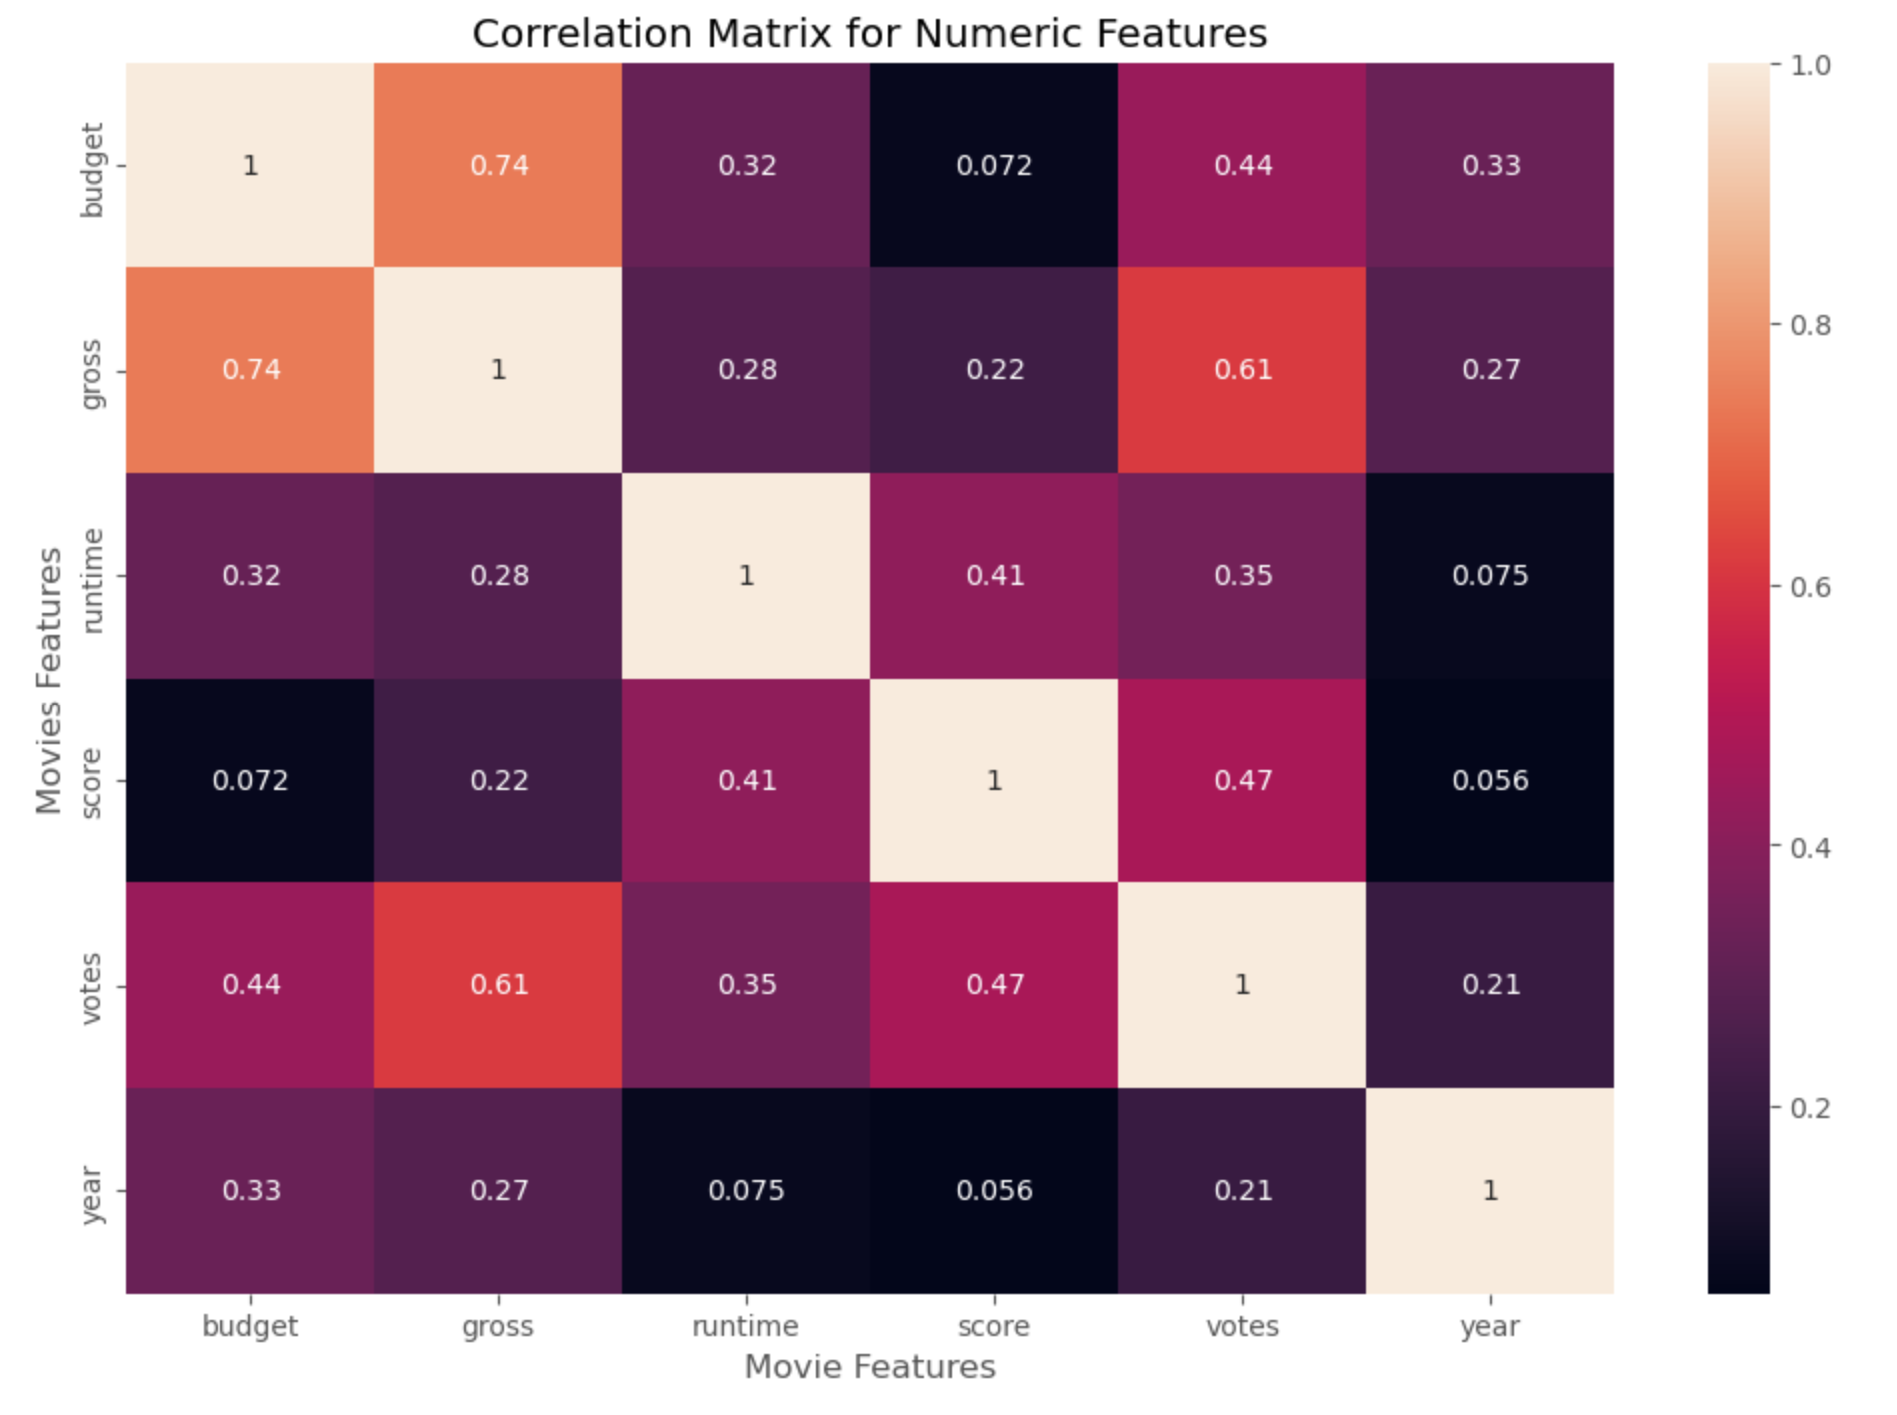 Correlation Matrix for Numeric Features
1.0
budget 1 0.74 0.32 0.072 0.44 0.33
0.8
gross 0.74 1 0.28 0.22 0.61 0.27
Movies Features
runtime 0.32 0.28 1 0.41 0.35 0.075
0.6
score 0.072 0.22 0.41 1 0.47 0.056
0.4
votes 0.44 0.61 0.35 0.47 1 0.21
0.2
year 0.33 0.27 0.075 0.056 0.21 1
budget gross runtime score votes year
Movie Features